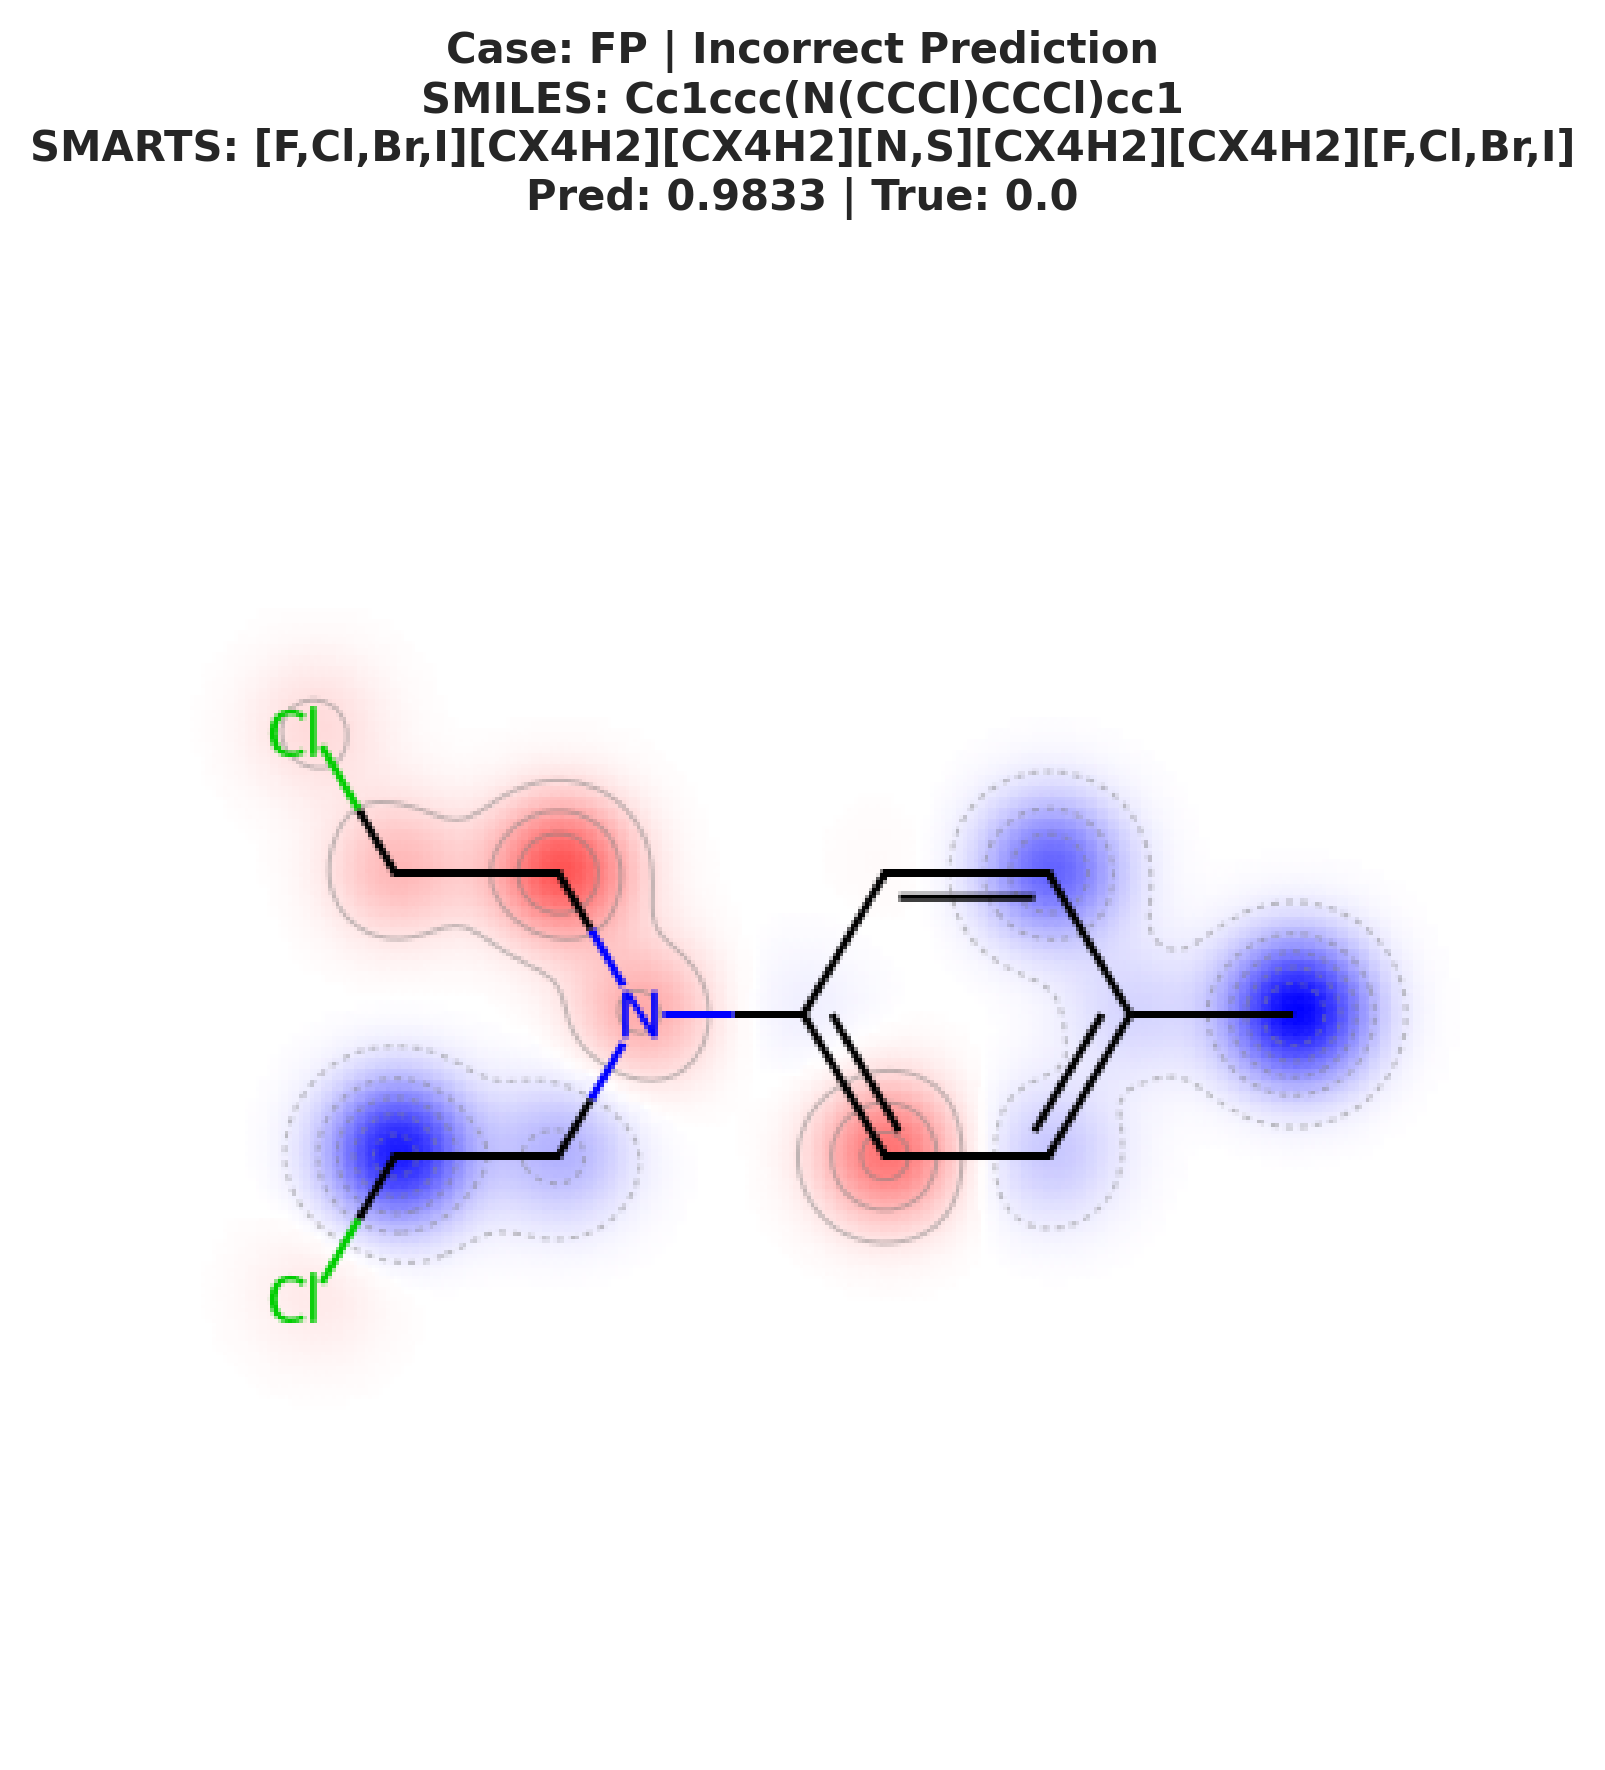 Case: FP | Incorrect Prediction
SMILES: Cc1ccc(N(CCCl)CCCl)cc1
SMARTS: [F,Cl,Br,I][CX4H2][CX4H2][N,S][CX4H2][CX4H2][F,Cl,Br,I]
Pred: 0.9833 | True: 0.0
Cl
N
Cl